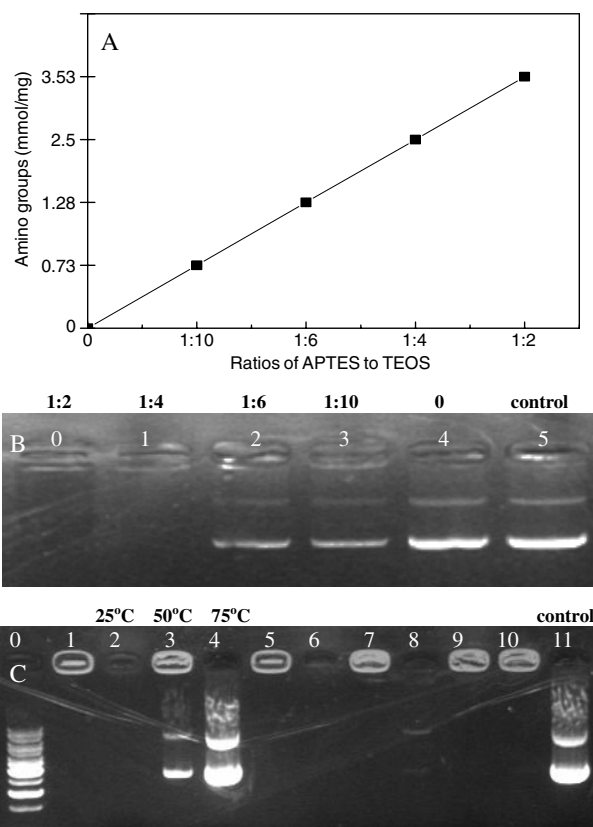 A
Amino groups (mmol/mg)
3.53
2.5
1.28
0.73
0
0 1:10 1:6 1:4 1:2
Ratios of APTES to TEOS
1:2 1:4 1:6 1:10 0 control
B 0 1 2 3 4 5
25°C 50°C 75°C control
0 1 2 3 4 5 6 7 8 9 10 11
C